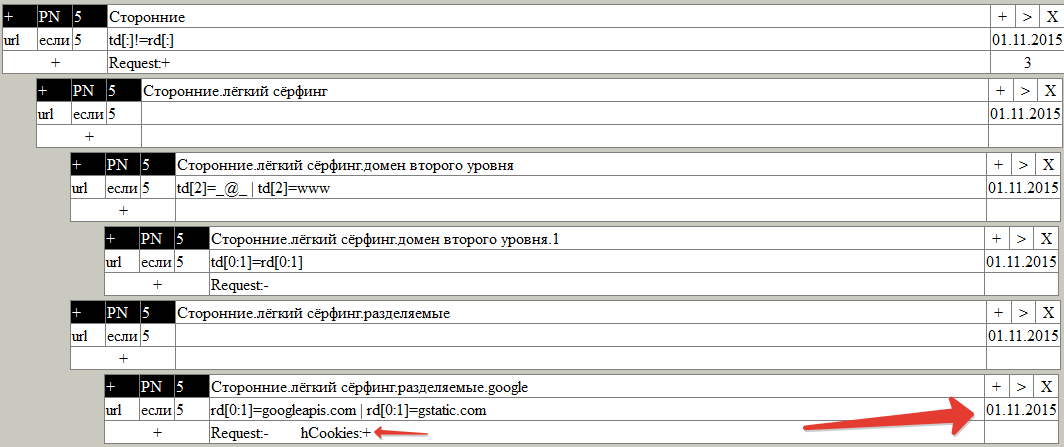 + PN 5 Сторонние + > X
url если 5 td[:]!=rd[:] 01.11.2015
+ Request:+ 3
+ PN 5 Сторонние.лёгкий сёрфинг + > X
url если 5 01.11.2015
+
+ PN 5 Сторонние.лёгкий сёрфинг.домен второго уровня + > X
url если 5 td[2]=_@_ | td[2]=www 01.11.2015
+
+ PN 5 Сторонние.лёгкий сёрфинг.домен второго уровня.1 + > X
url если 5 td[0:1]=rd[0:1] 01.11.2015
+ Request:-
+ PN 5 Сторонние.лёгкий сёрфинг.разделяемые + > X
url если 5 01.11.2015
+
+ PN 5 Сторонние.лёгкий сёрфинг.разделяемые.google + > X
url если 5 rd[0:1]=googleapis.com | rd[0:1]=gstatic.com 01.11.2015
+ Request:- hCookies:+